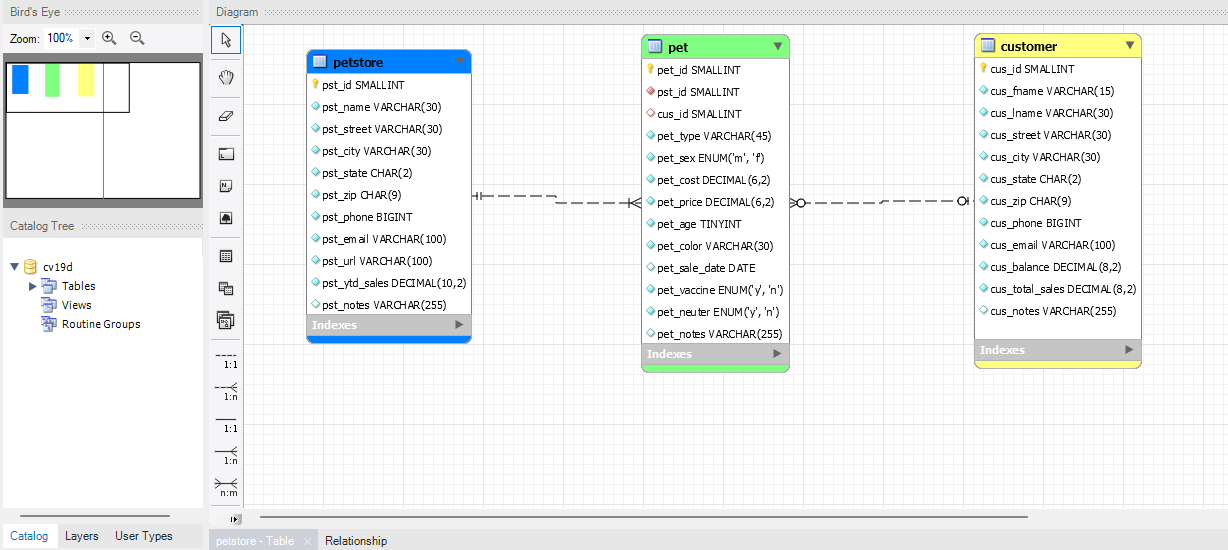 Bird's Eye
Zoom: 100%
Catalog Tree
cv19d
Tables
Views
Routine Groups
Catalog Layers User Types
Diagram
1:1
1:n
1:1
1:n
n:m
petstore
pst_id SMALLINT
pst_name VARCHAR(30)
pst_street VARCHAR(30)
pst_city VARCHAR(30)
pst_state CHAR(2)
pst_zip CHAR(9)
pst_phone BIGINT
pst_email VARCHAR(100)
pst_url VARCHAR(100)
pst_ytd_sales DECIMAL(10,2)
pst_notes VARCHAR(255)
Indexes
pet
pet_id SMALLINT
pst_id SMALLINT
cus_id SMALLINT
pet_type VARCHAR(45)
pet_sex ENUM('m', 'f')
pet_cost DECIMAL(6,2)
pet_price DECIMAL(6,2)
pet_age TINYINT
pet_color VARCHAR(30)
pet_sale_date DATE
pet_vaccine ENUM('y', 'n')
pet_neuter ENUM('y', 'n')
pet_notes VARCHAR(255)
Indexes
customer
cus_id SMALLINT
cus_fname VARCHAR(15)
cus_lname VARCHAR(30)
cus_street VARCHAR(30)
cus_city VARCHAR(30)
cus_state CHAR(2)
cus_zip CHAR(9)
cus_phone BIGINT
cus_email VARCHAR(100)
cus_balance DECIMAL(8,2)
cus_total_sales DECIMAL(8,2)
cus_notes VARCHAR(255)
Indexes
petstore - Table Relationship